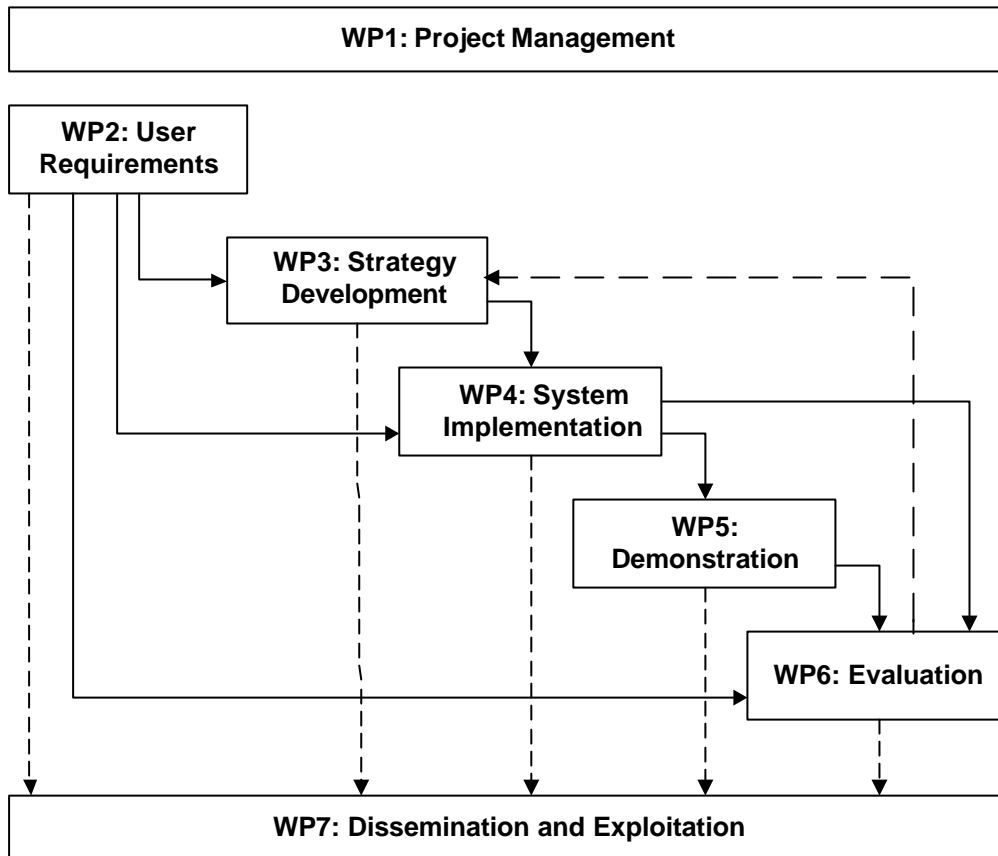 WP1: Project Management
WP2: User
Requirements
WP3: Strategy
Development
WP4: System
Implementation
WP5:
Demonstration
WP6: Evaluation
WP7: Dissemination and Exploitation